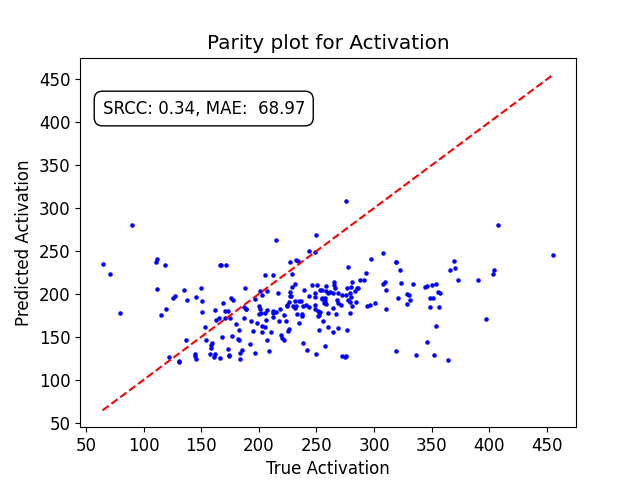 Parity plot for Activation
SRCC: 0.34, MAE:  68.97
Predicted Activation
450
400
350
300
250
200
150
100
50
50 100 150 200 250 300 350 400 450
True Activation